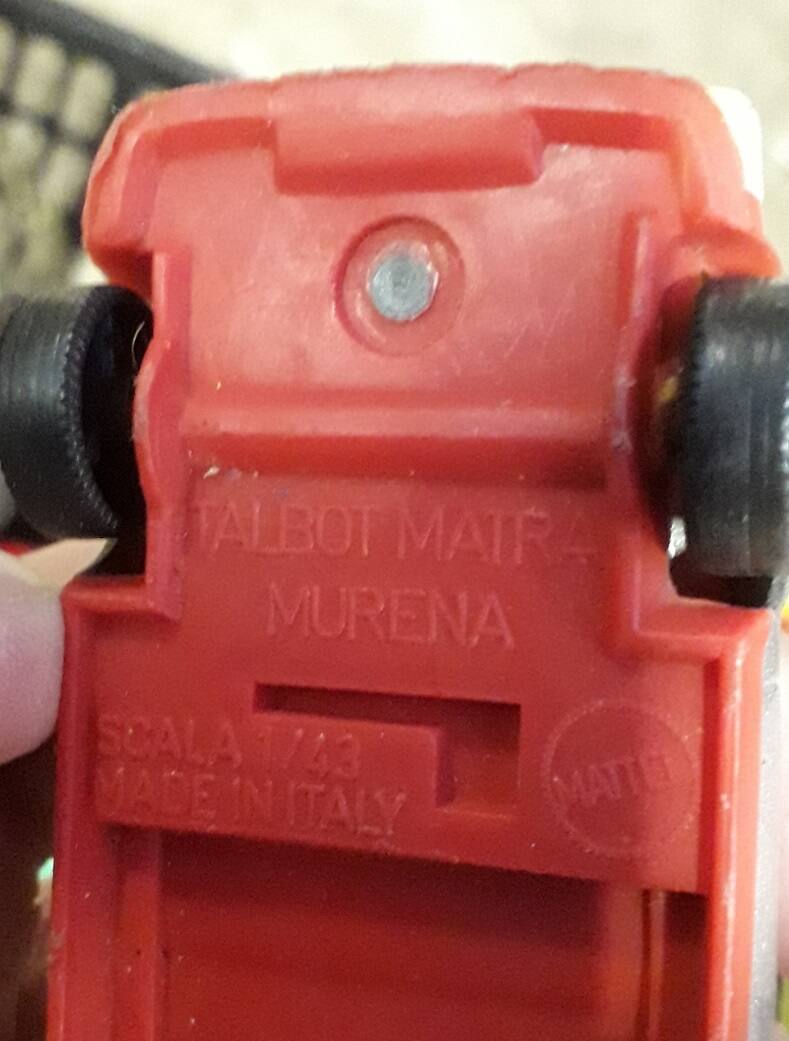 TALBOT MATRA
MURENA
SCALA 1/43
MADE IN ITALY
MATTEL